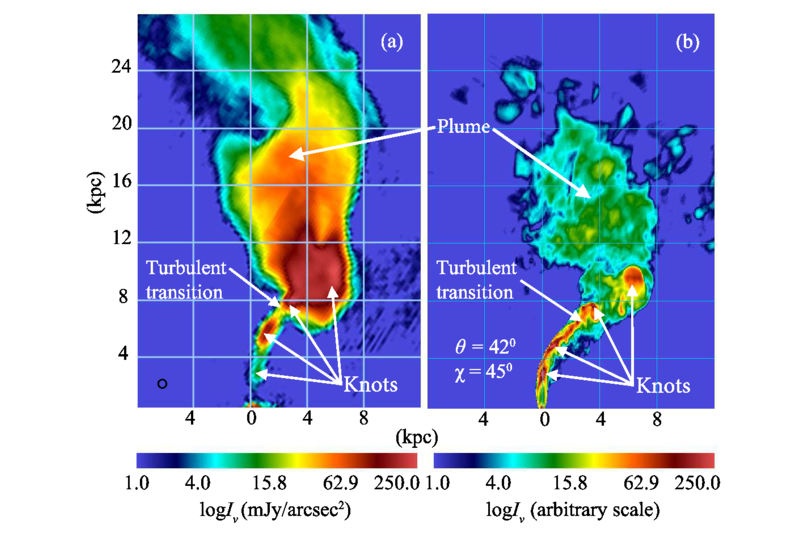 (a)
(b)
24
20
16
12
8
4
(kpc)
Plume
Turbulent
transition
Turbulent
transition
θ = 42⁰
χ = 45⁰
Knots
Knots
4 0 4 8
4 0 4 8
(kpc)
1.0 4.0 15.8 62.9 250.0
1.0 4.0 15.8 62.9 250.0
logIν (mJy/arcsec²)
logIν (arbitrary scale)